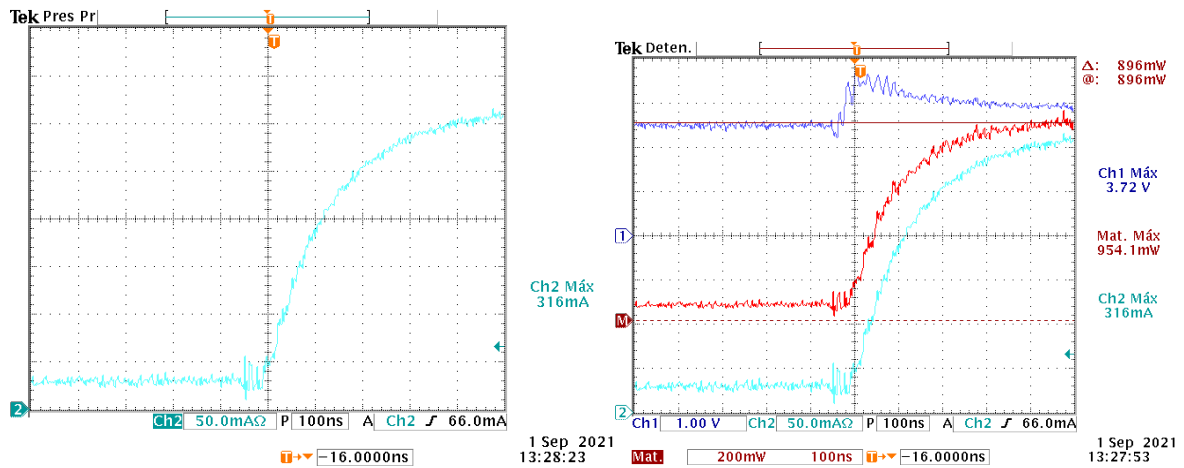 Tek Pres Pr
T
T
2
Ch2 Máx
316mA
Ch2 50.0mAΩ P 100ns A Ch2 ƒ 66.0mA
1 Sep 2021
13:28:23
T→▼ −16.0000ns
Tek Deten.
T
T
Δ: 896mW
@: 896mW
1
M
2
Ch1 Máx
3.72 V
Mat. Máx
954.1mW
Ch2 Máx
316mA
Ch1 1.00 V Ch2 50.0mAΩ P 100ns A Ch2 ƒ 66.0mA
Mat. 200mW 100ns T→▼ −16.0000ns
1 Sep 2021
13:27:53